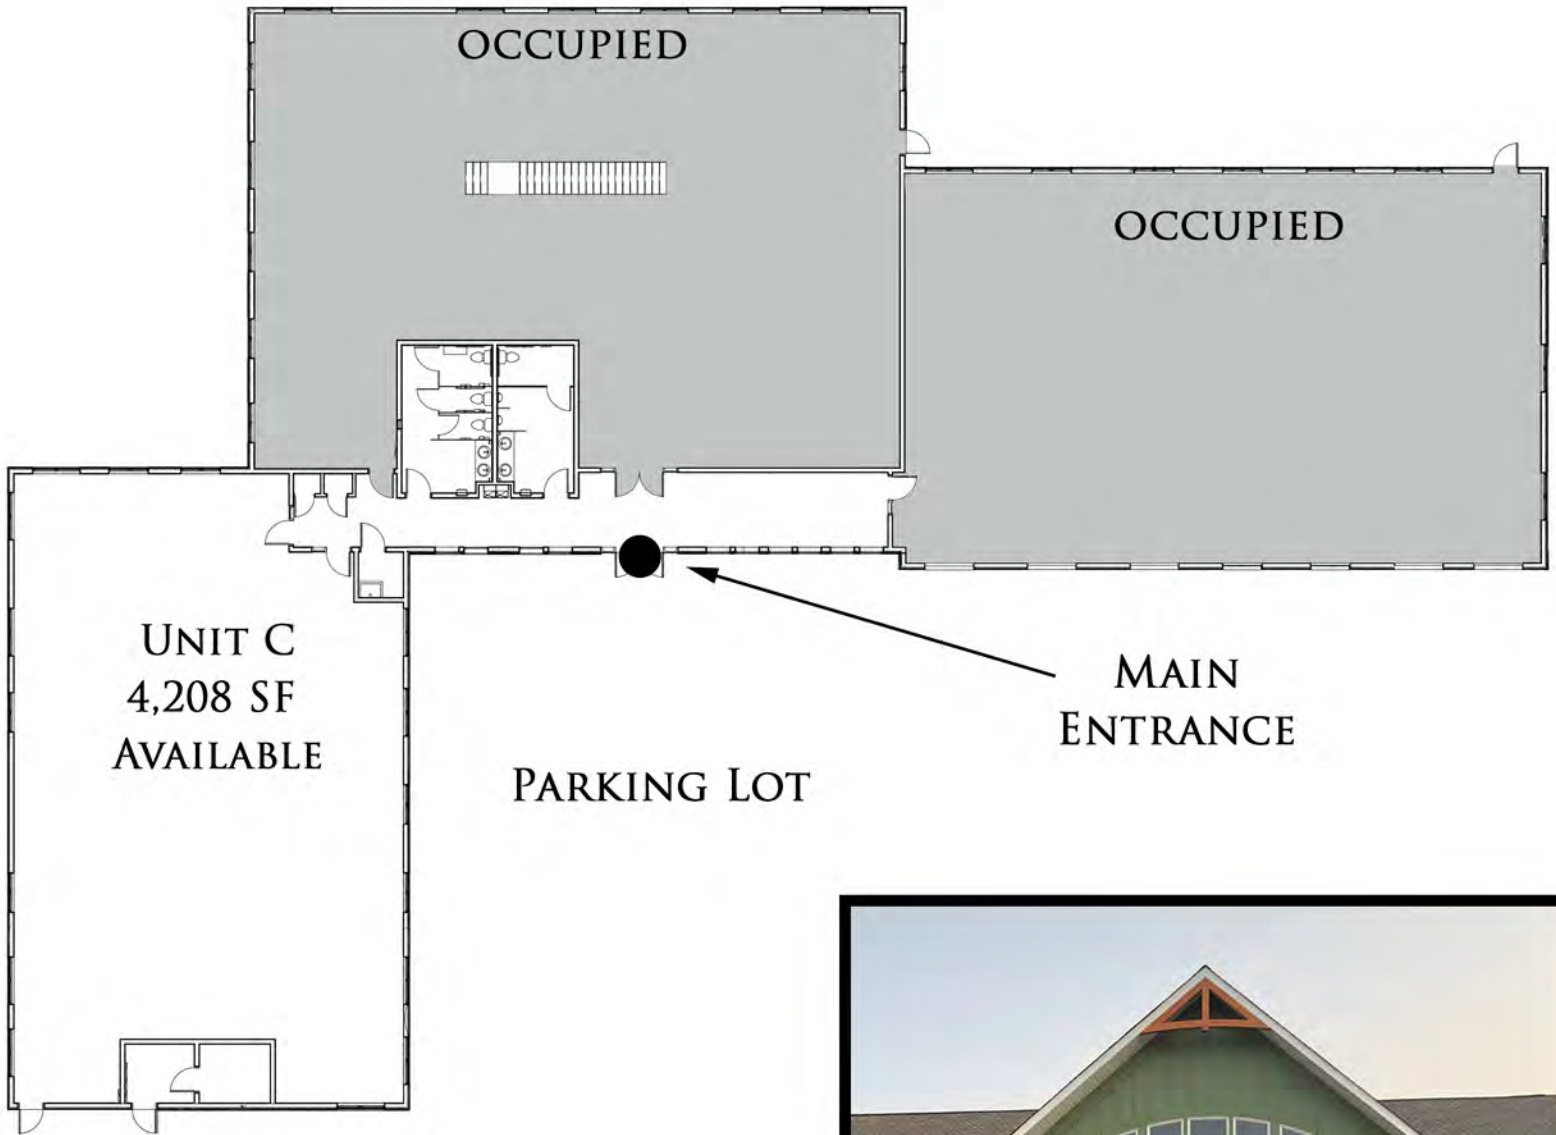 OCCUPIED
OCCUPIED
UNIT C
4,208 SF
AVAILABLE
MAIN
ENTRANCE
PARKING LOT